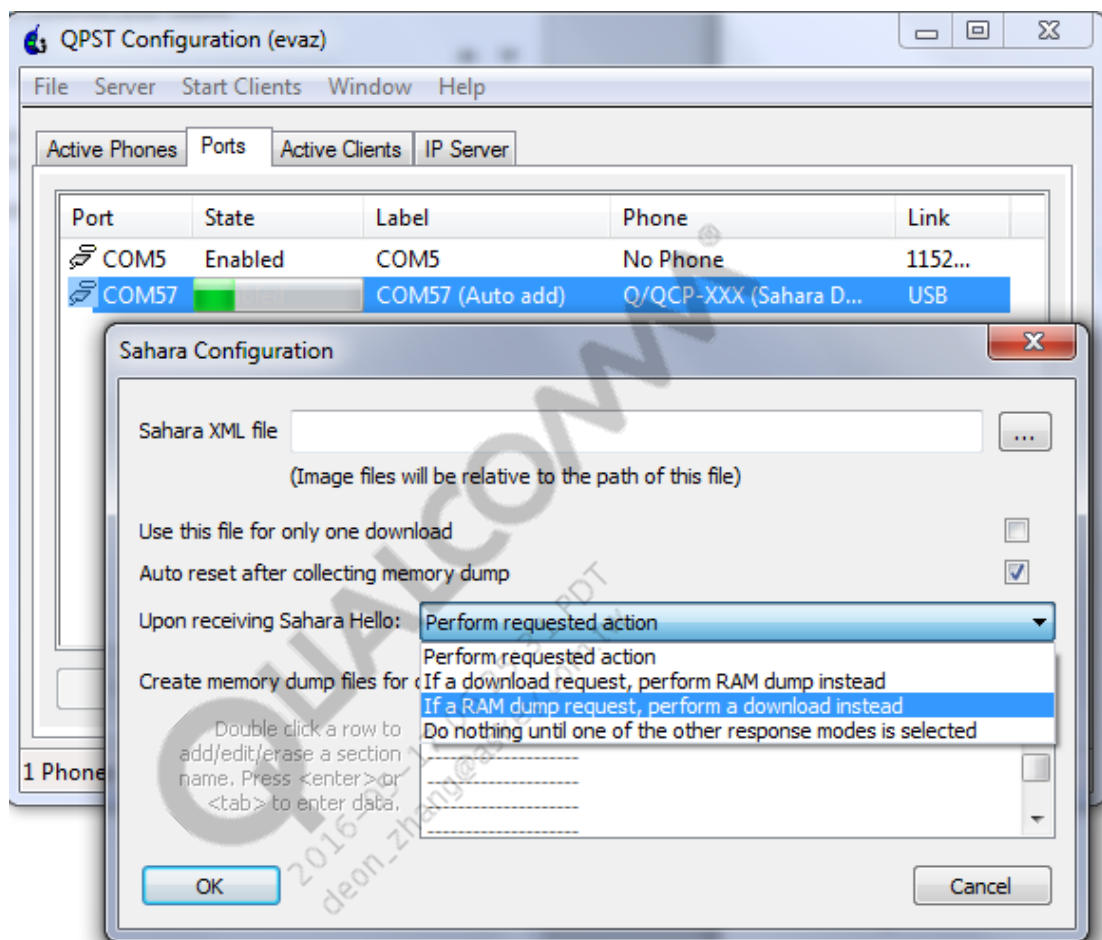 QPST Configuration (evaz)
File Server Start Clients Window Help
Active Phones Ports Active Clients IP Server
Port State Label Phone Link
COM5 Enabled COM5 No Phone 1152...
COM57 COM57 (Auto add) Q/QCP-XXX (Sahara D... USB
Sahara Configuration
Sahara XML file ...
(Image files will be relative to the path of this file)
Use this file for only one download
Auto reset after collecting memory dump
Upon receiving Sahara Hello: Perform requested action
Perform requested action
Create memory dump files for If a download request, perform RAM dump instead
If a RAM dump request, perform a download instead
Double click a row to Do nothing until one of the other response modes is selected
add/edit/erase a section
1 Phone
name. Press <enter> or
<tab> to enter data.
OK Cancel
QUALCOMM